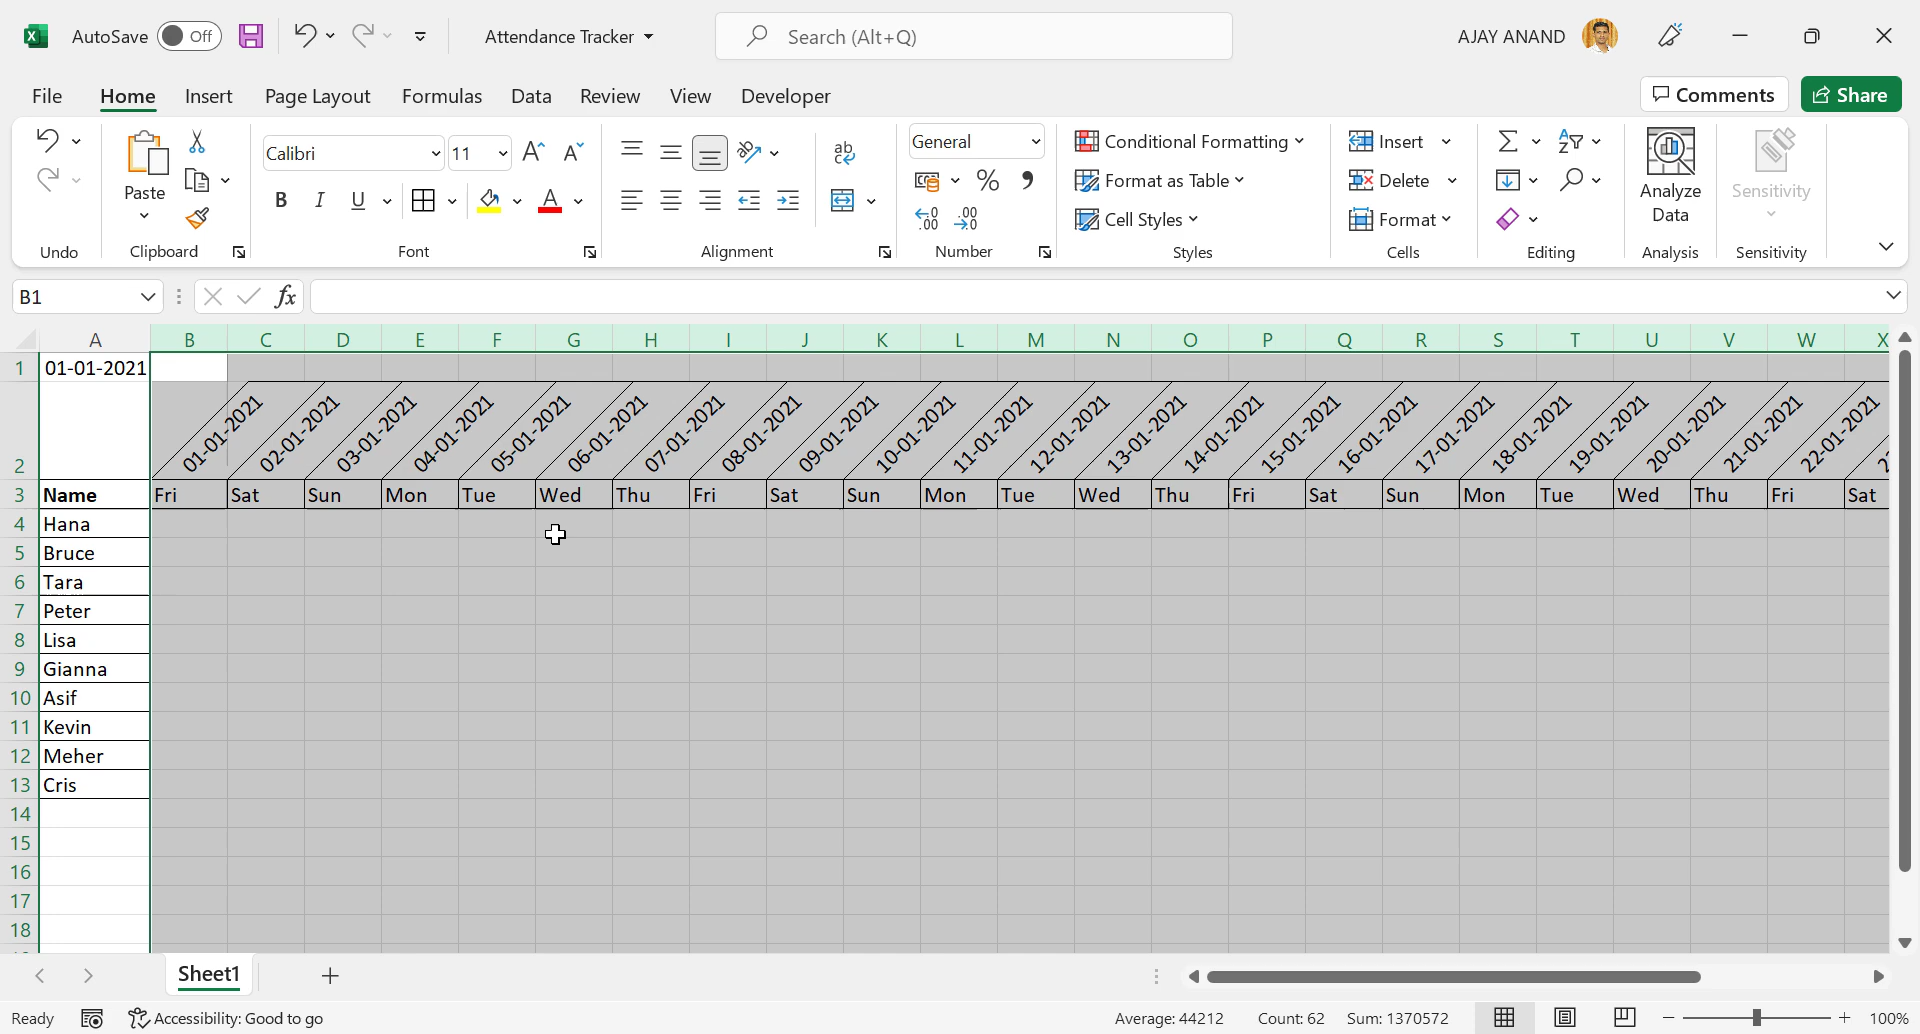 AutoSave Off Attendance Tracker Search (Alt+Q) AJAY ANAND
File Home Insert Page Layout Formulas Data Review View Developer Comments Share
Paste
Calibri 11
B I U
ab
General
% ,
.00
Conditional Formatting
Format as Table
Cell Styles
Insert
Delete
Format
Analyze Data
Sensitivity
Undo Clipboard Font Alignment Number Styles Cells Editing Analysis Sensitivity
B1 fx
A B C D E F G H I J K L M N O P Q R S T U V W X
1 01-01-2021
2 01-01-2021 02-01-2021 03-01-2021 04-01-2021 05-01-2021 06-01-2021 07-01-2021 08-01-2021 09-01-2021 10-01-2021 11-01-2021 12-01-2021 13-01-2021 14-01-2021 15-01-2021 16-01-2021 17-01-2021 18-01-2021 19-01-2021 20-01-2021 21-01-2021 22-01-2021
3 Name Fri Sat Sun Mon Tue Wed Thu Fri Sat Sun Mon Tue Wed Thu Fri Sat Sun Mon Tue Wed Thu Fri Sat
4 Hana
5 Bruce
6 Tara
7 Peter
8 Lisa
9 Gianna
10 Asif
11 Kevin
12 Meher
13 Cris
14
15
16
17
18
Sheet1
Ready Accessibility: Good to go Average: 44212 Count: 62 Sum: 1370572 100%